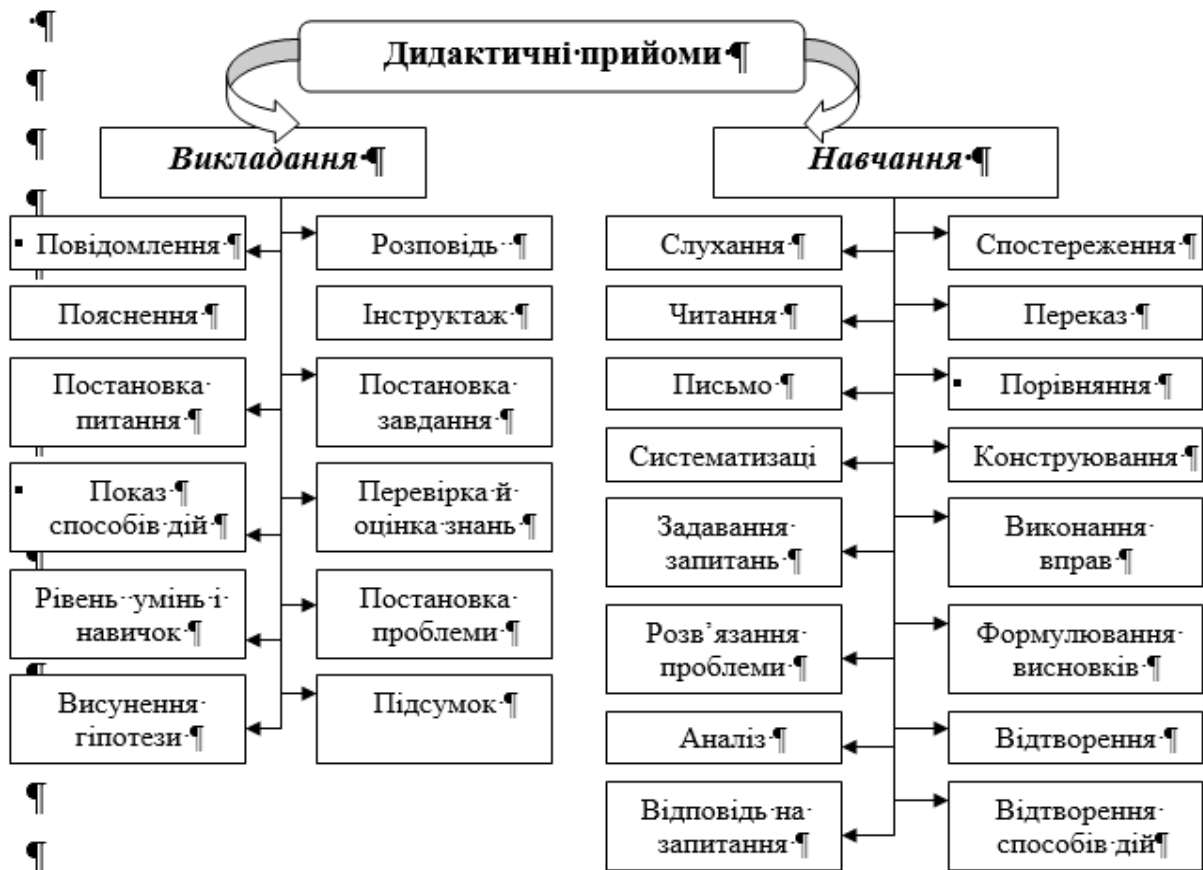 Дидактичні прийоми
Викладання
Навчання
Повідомлення
Розповідь
Слухання
Спостереження
Пояснення
Інструктаж
Читання
Переказ
Постановка
питання
Постановка
завдання
Письмо
Порівняння
Показ
способів дій
Перевірка й
оцінка знань
Систематизаці
Конструювання
Задавання
запитань
Виконання
вправ
Рівень умінь і
навичок
Постановка
проблеми
Розв’язання
проблеми
Формулювання
висновків
Висунення
гіпотези
Підсумок
Аналіз
Відтворення
Відповідь на
запитання
Відтворення
способів дій